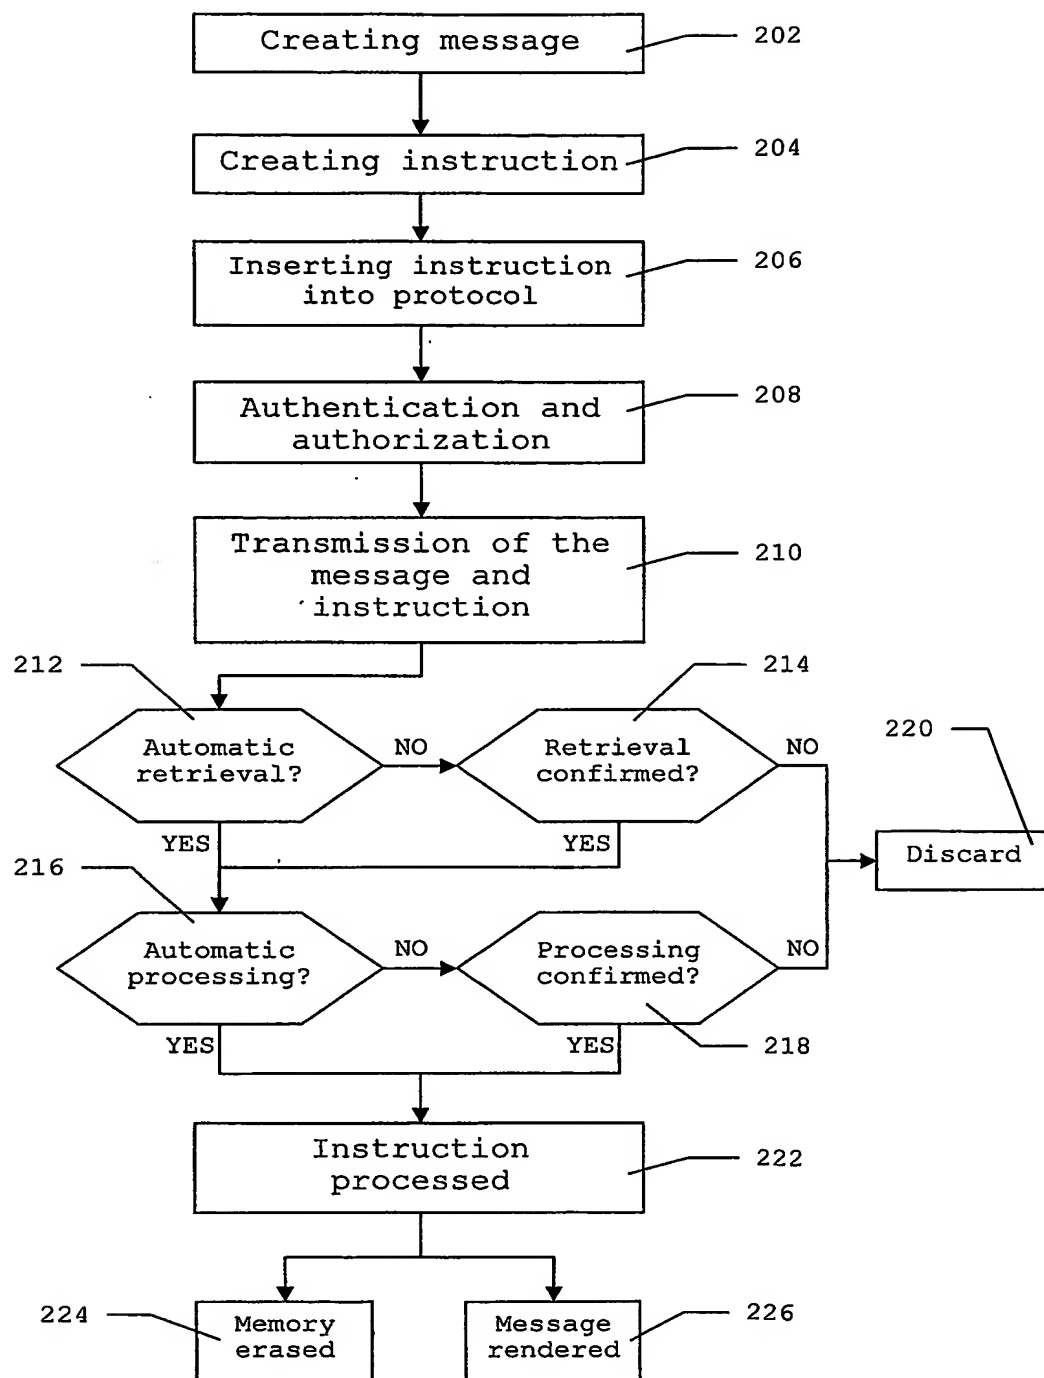 Creating message
202
Creating instruction
204
Inserting instruction
into protocol
206
Authentication and
authorization
208
Transmission of the
message and
instruction
210
212
214
Automatic
retrieval?
NO
Retrieval
confirmed?
NO
220
YES
YES
Discard
216
Automatic
processing?
NO
Processing
confirmed?
NO
YES
YES
218
Instruction
processed
222
224
Memory
erased
Message
rendered
226